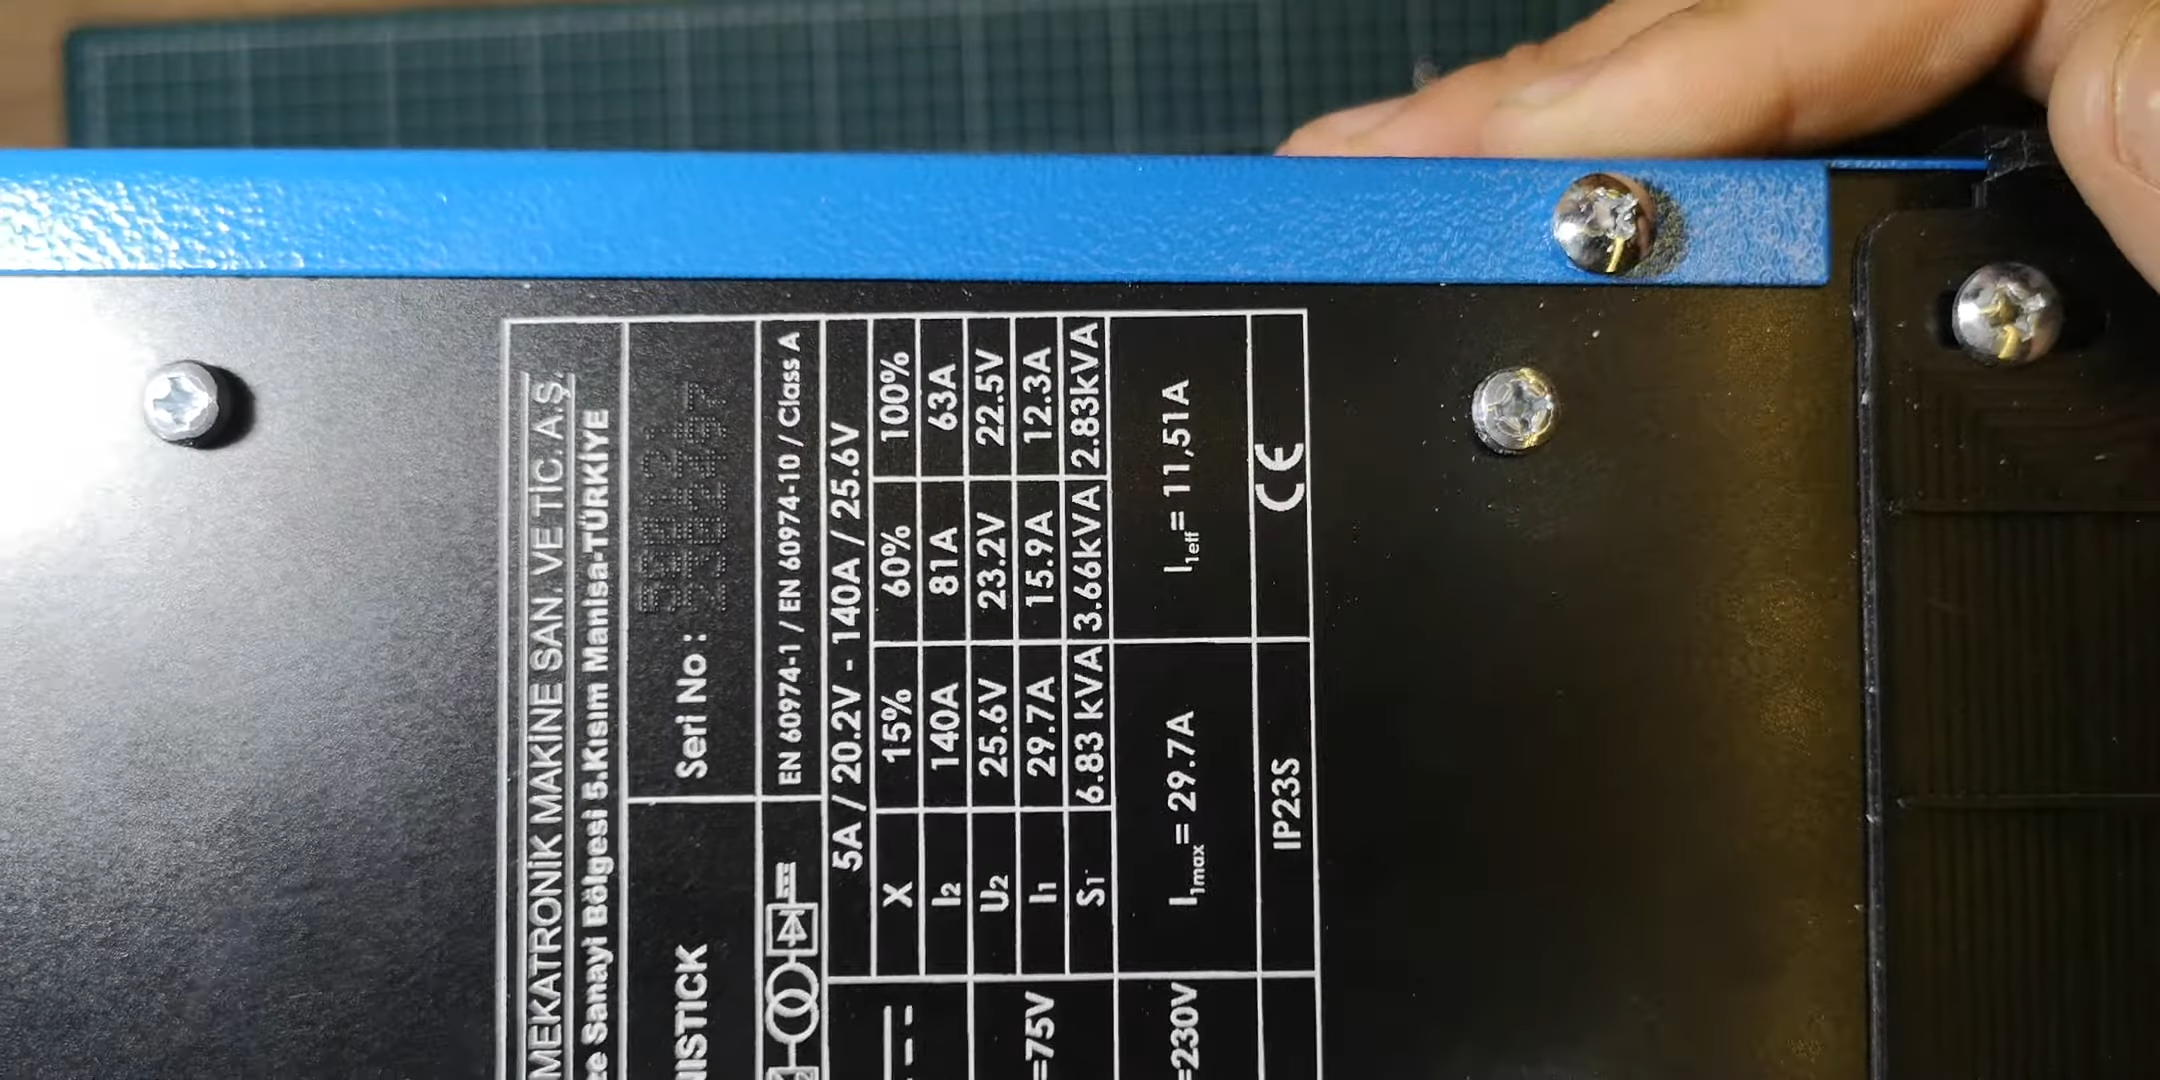 MEKATRONİK MAKİNE SAN. VE TİC. A.Ş.
ze Sanayi Bölgesi 5.Kısım Manisa-TÜRKİYE
NISTICK Seri No :
EN 60974-1 / EN 60974-10 / Class A
5A / 20.2V - 140A / 25.6V
X 15% 60% 100%
I2 140A 81A 63A
=75V U2 25.6V 23.2V 22.5V
I1 29.7A 15.9A 12.3A
S1 6.83 kVA 3.66kVA 2.83kVA
=230V I1max= 29.7A I1eff= 11,51A
IP23S CE